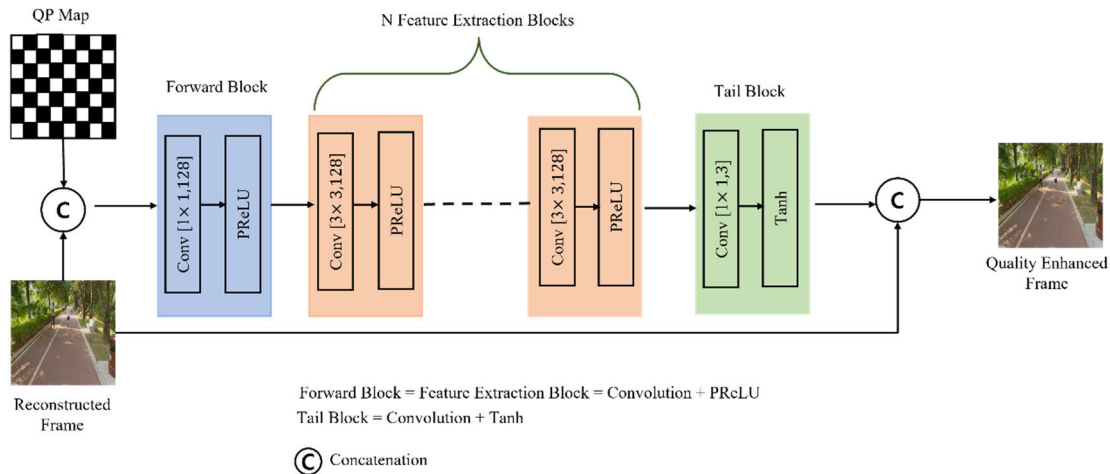 QP Map
N Feature Extraction Blocks
Forward Block
Tail Block
Conv [1× 1,128]
PReLU
Conv [3× 3,128]
PReLU
Conv [3× 3,128]
PReLU
Conv [1× 1,3]
Tanh
C
C
Quality Enhanced
Frame
Reconstructed
Frame
Forward Block = Feature Extraction Block = Convolution + PReLU
Tail Block = Convolution + Tanh
C Concatenation